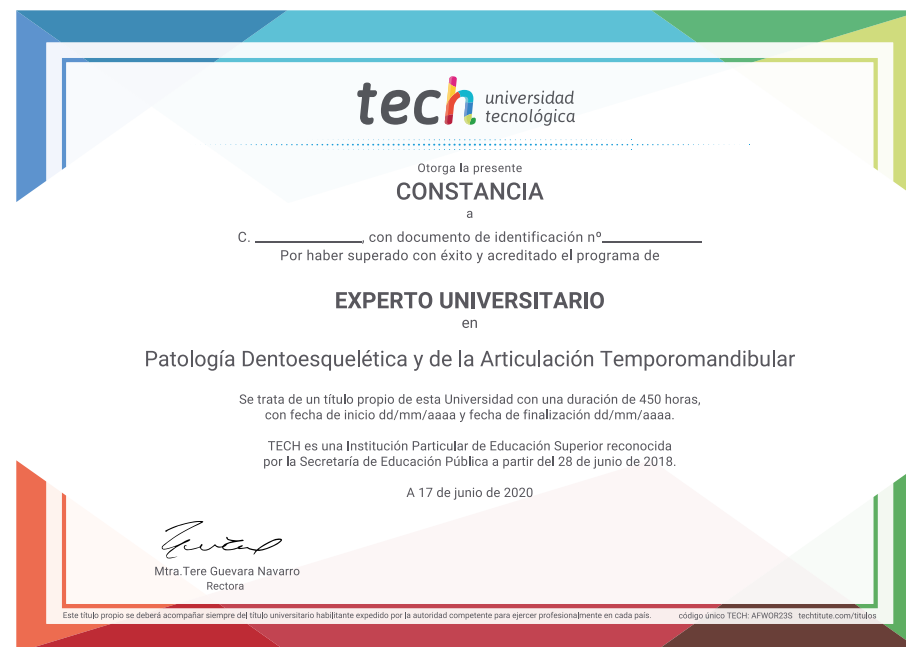 tech universidad
tecnológica
Otorga la presente
CONSTANCIA
a
C. ____________, con documento de identificación nº____________
Por haber superado con éxito y acreditado el programa de
EXPERTO UNIVERSITARIO
en
Patología Dentoesquelética y de la Articulación Temporomandibular
Se trata de un título propio de esta Universidad con una duración de 450 horas,
con fecha de inicio dd/mm/aaaa y fecha de finalización dd/mm/aaaa.
TECH es una Institución Particular de Educación Superior reconocida
por la Secretaría de Educación Pública a partir del 28 de junio de 2018.
A 17 de junio de 2020
Mtra.Tere Guevara Navarro
Rectora
Este título propio se deberá acompañar siempre del título universitario habilitante expedido por la autoridad competente para ejercer profesionalmente en cada país. código único TECH: AFWOR23S techtitute.com/titulos